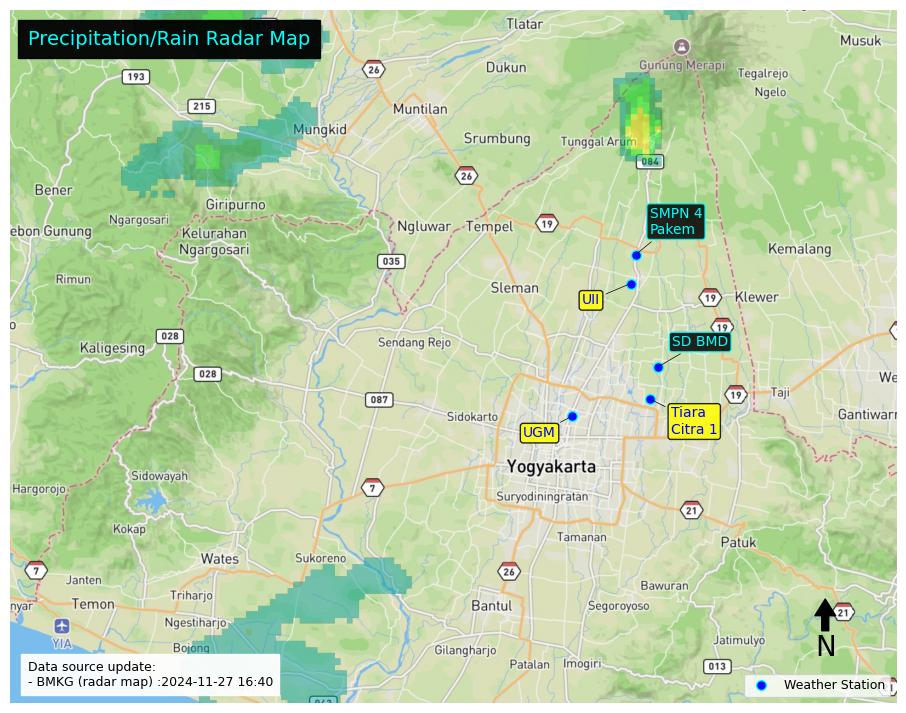 Precipitation/Rain Radar Map
Tlatar
Musuk
Gunung Merapi
26
Dukun
Tegalrejo
193
Ngelo
215
Muntilan
Mungkid
Srumbung
Tunggal Arum
084
26
Bener
Giripurno
SMPN 4
Pakem
Ngargosari
Ngluwar
Tempel
19
ebon Gunung
Kelurahan
Ngargosari
Kemalang
035
Rimun
Sleman
UII
19
Klewer
19
028
Sendang Rejo
SD BMD
Kaligesing
028
We
087
19
Taji
Sidokarto
Tiara
Citra 1
Gantiwarn
UGM
Yogyakarta
Sidowayah
Hargorojo
7
Suryodiningratan
21
Kokap
Tamanan
Patuk
Wates
Sukoreno
7
26
Janten
Bawuran
Triharjo
nyar
Temon
Bantul
Segoroyoso
21
Ngestiharjo
YIA
N
Bojong
Gilangharjo
Jatimulyo
Patalan
Imogiri
013
Data source update:
- BMKG (radar map) :2024-11-27 16:40
Weather Station